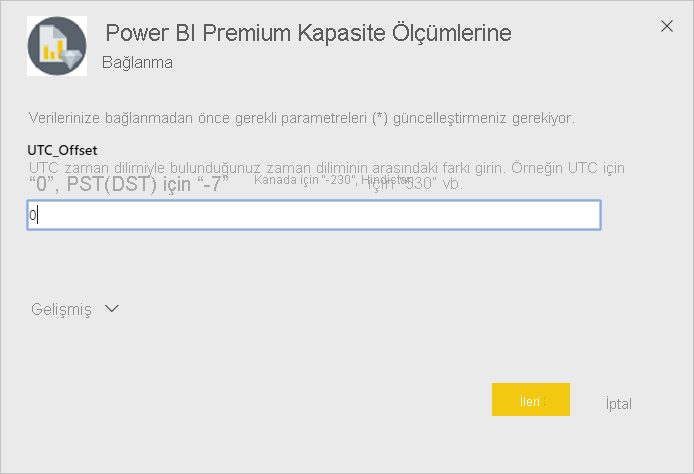 Power BI Premium Kapasite Ölçümlerine
Bağlanma
Verilerinize bağlanmadan önce gerekli parametreleri (*) güncelleştirmeniz gerekiyor.
UTC_Offset
UTC zaman dilimiyle bulunduğunuz zaman diliminin arasındaki farkı girin. Örneğin UTC için
“0”, PST(DST) için “-7” Kanada için "-230", Hindistan için "530" vb.
0
Gelişmiş
İleri :
İptal